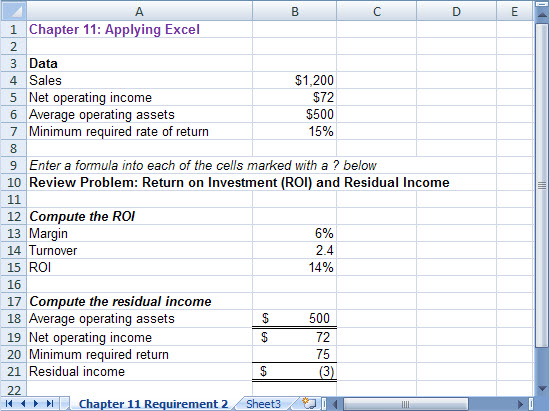 A B C D E
1 Chapter 11: Applying Excel
2
3 Data
4 Sales $1,200
5 Net operating income $72
6 Average operating assets $500
7 Minimum required rate of return 15%
8
9 Enter a formula into each of the cells marked with a ? below
10 Review Problem: Return on Investment (ROI) and Residual Income
11
12 Compute the ROI
13 Margin 6%
14 Turnover 2.4
15 ROI 14%
16
17 Compute the residual income
18 Average operating assets $ 500
19 Net operating income $ 72
20 Minimum required return 75
21 Residual income $ (3)
22
Chapter 11 Requirement 2 Sheet3